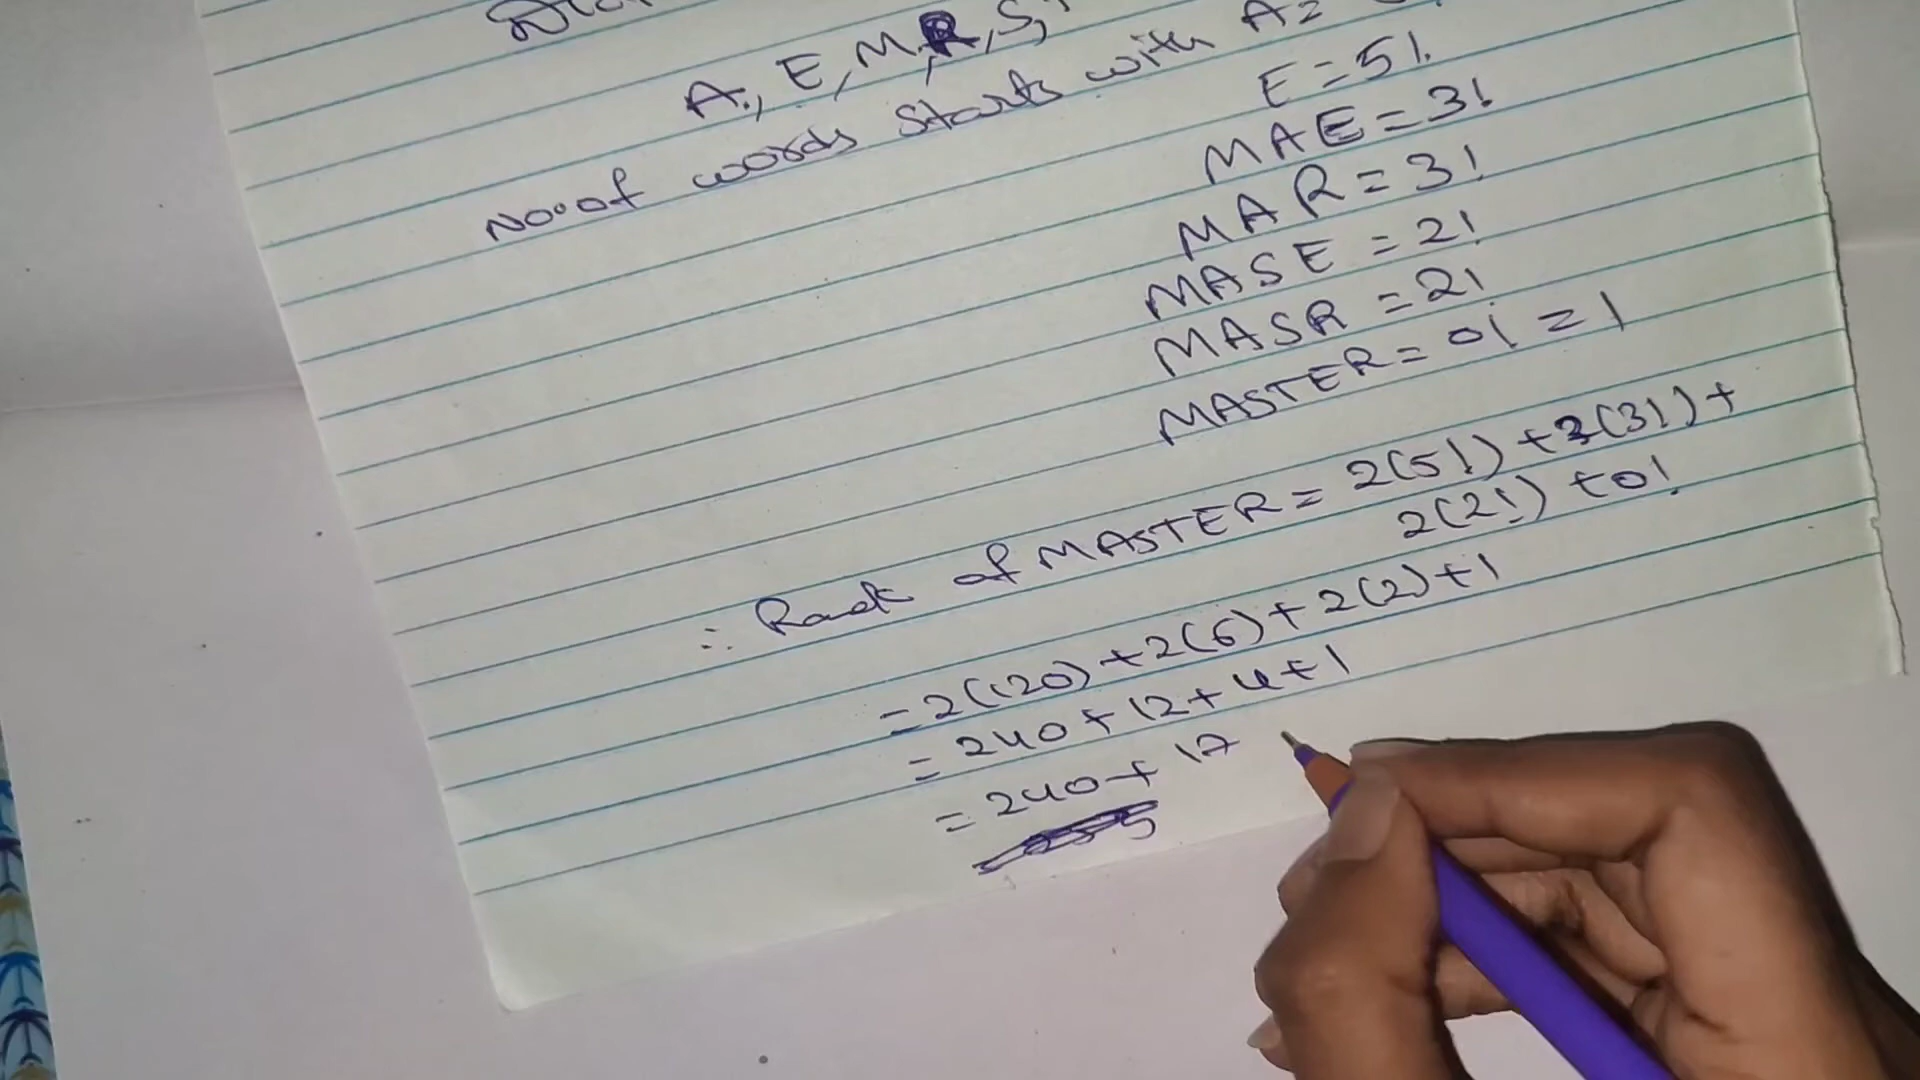 A, E, M, R, S,
No. of words starts with A =
E = 5!
MAE = 3!
MAR = 3!
MASE = 2!
MASR = 2!
MASTER = 0! = 1
∴ Rank of MASTER = 2(5!) + 2(3!) +
2(2!) + 0!
= 2(120) + 2(6) + 2(2) + 1
= 240 + 12 + 4 + 1
= 240 + 17